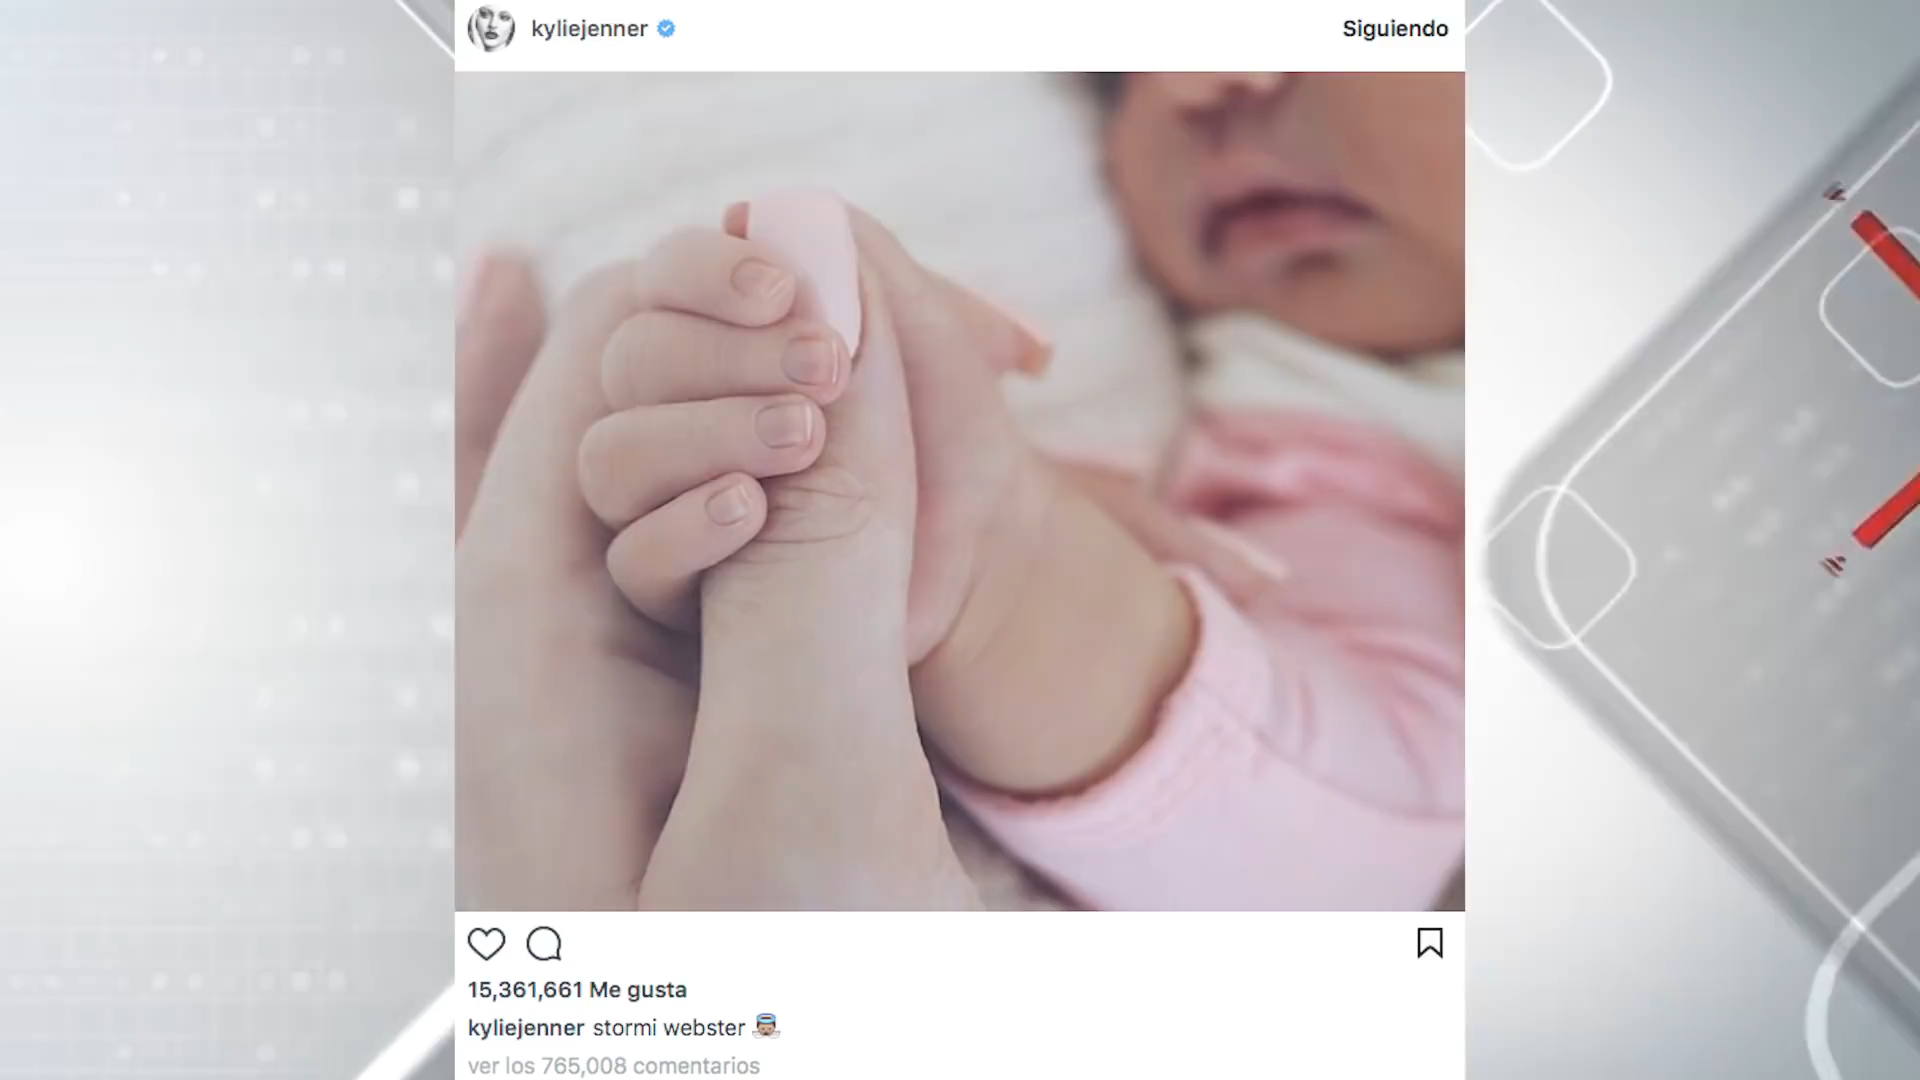 kyliejenner
Siguiendo
15,361,661 Me gusta
kyliejenner stormi webster 👼🏽
ver los 765,008 comentarios